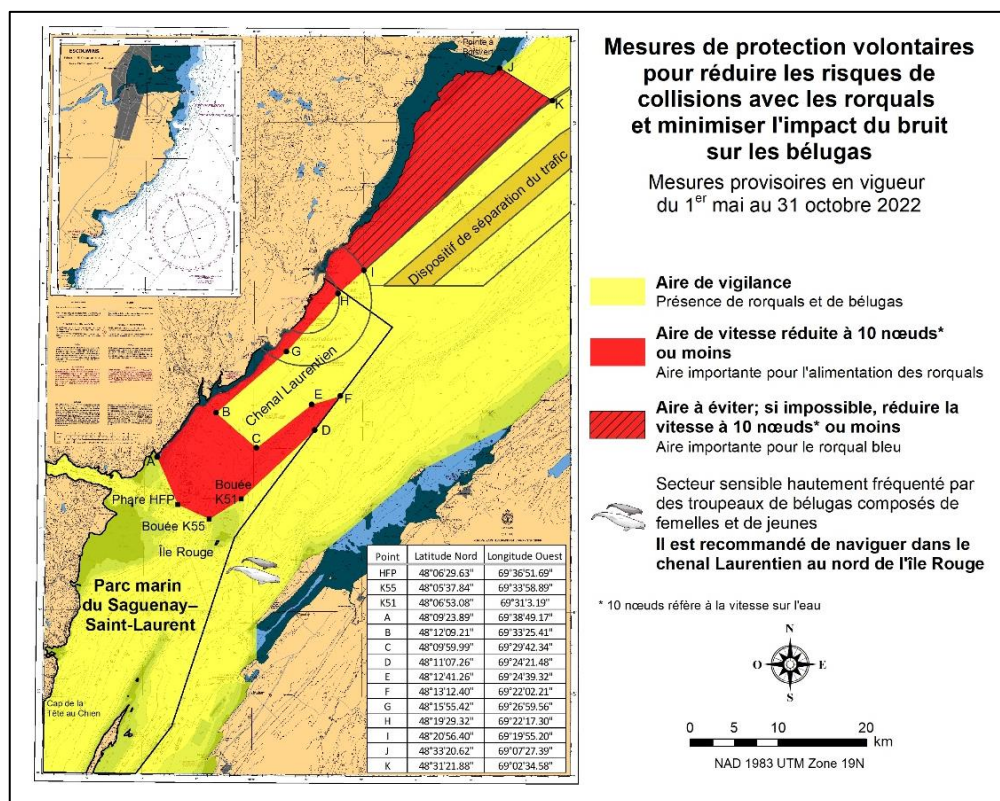 Mesures de protection volontaires
pour réduire les risques de
collisions avec les rorquals
et minimiser l'impact du bruit
sur les bélugas
Mesures provisoires en vigueur
du 1er mai au 31 octobre 2022
Aire de vigilance
Présence de rorquals et de bélugas
Aire de vitesse réduite à 10 nœuds*
ou moins
Aire importante pour l'alimentation des rorquals
Aire à éviter; si impossible, réduire la
vitesse à 10 nœuds* ou moins
Aire importante pour le rorqual bleu
Secteur sensible hautement fréquenté par
des troupeaux de bélugas composés de
femelles et de jeunes
Il est recommandé de naviguer dans le
chenal Laurentien au nord de l'île Rouge
* 10 nœuds réfère à la vitesse sur l'eau
N
O
E
S
0 5 10 20
km
NAD 1983 UTM Zone 19N
ESCOUMINS
Pointe à
J
K
Dispositif de séparation du trafic
I
H
G
Chenal Laurentien
B
E
F
C
D
A
Bouée
K51
Phare HFP
Bouée K55
Île Rouge
Parc marin
du Saguenay–
Saint-Laurent
Cap de la
Tête au Chien
Point Latitude Nord Longitude Ouest
HFP 48°06'29.63" 69°36'51.69"
K55 48°05'37.84" 69°33'58.89"
K51 48°06'53.08" 69°31'3.19"
A 48°09'23.89" 69°38'49.17"
B 48°12'09.21" 69°33'25.41"
C 48°09'59.99" 69°29'42.34"
D 48°11'07.26" 69°24'21.48"
E 48°12'41.26" 69°24'39.32"
F 48°13'12.40" 69°22'02.21"
G 48°15'55.42" 69°26'59.56"
H 48°19'29.32" 69°22'17.30"
I 48°20'56.40" 69°19'55.20"
J 48°33'20.62" 69°07'27.39"
K 48°31'21.88" 69°02'34.58"